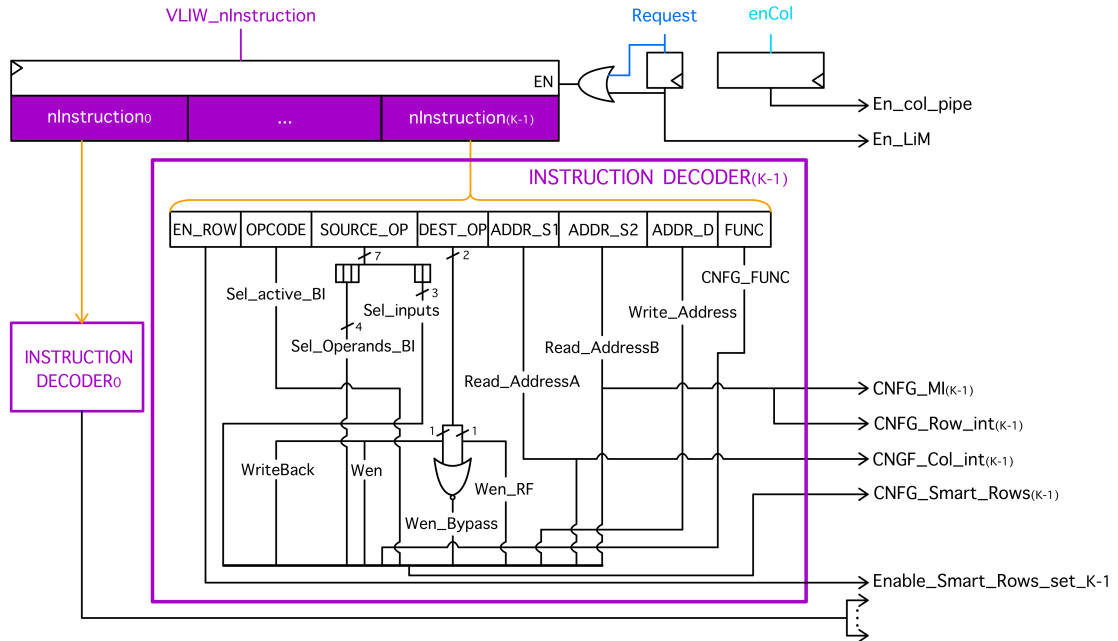 VLIW_nInstruction
Request
enCol
EN
nInstruction0
...
nInstruction(K-1)
En_col_pipe
En_LiM
INSTRUCTION DECODER(K-1)
EN_ROW
OPCODE
SOURCE_OP
DEST_OP
ADDR_S1
ADDR_S2
ADDR_D
FUNC
7
2
CNFG_FUNC
Sel_active_BI
3
Sel_inputs
Write_Address
4
Sel_Operands_BI
Read_AddressB
INSTRUCTION
DECODER0
Read_AddressA
CNFG_MI(K-1)
CNFG_Row_int(K-1)
1
1
WriteBack
Wen
CNGF_Col_int(K-1)
Wen_RF
CNFG_Smart_Rows(K-1)
Wen_Bypass
Enable_Smart_Rows_set_K-1